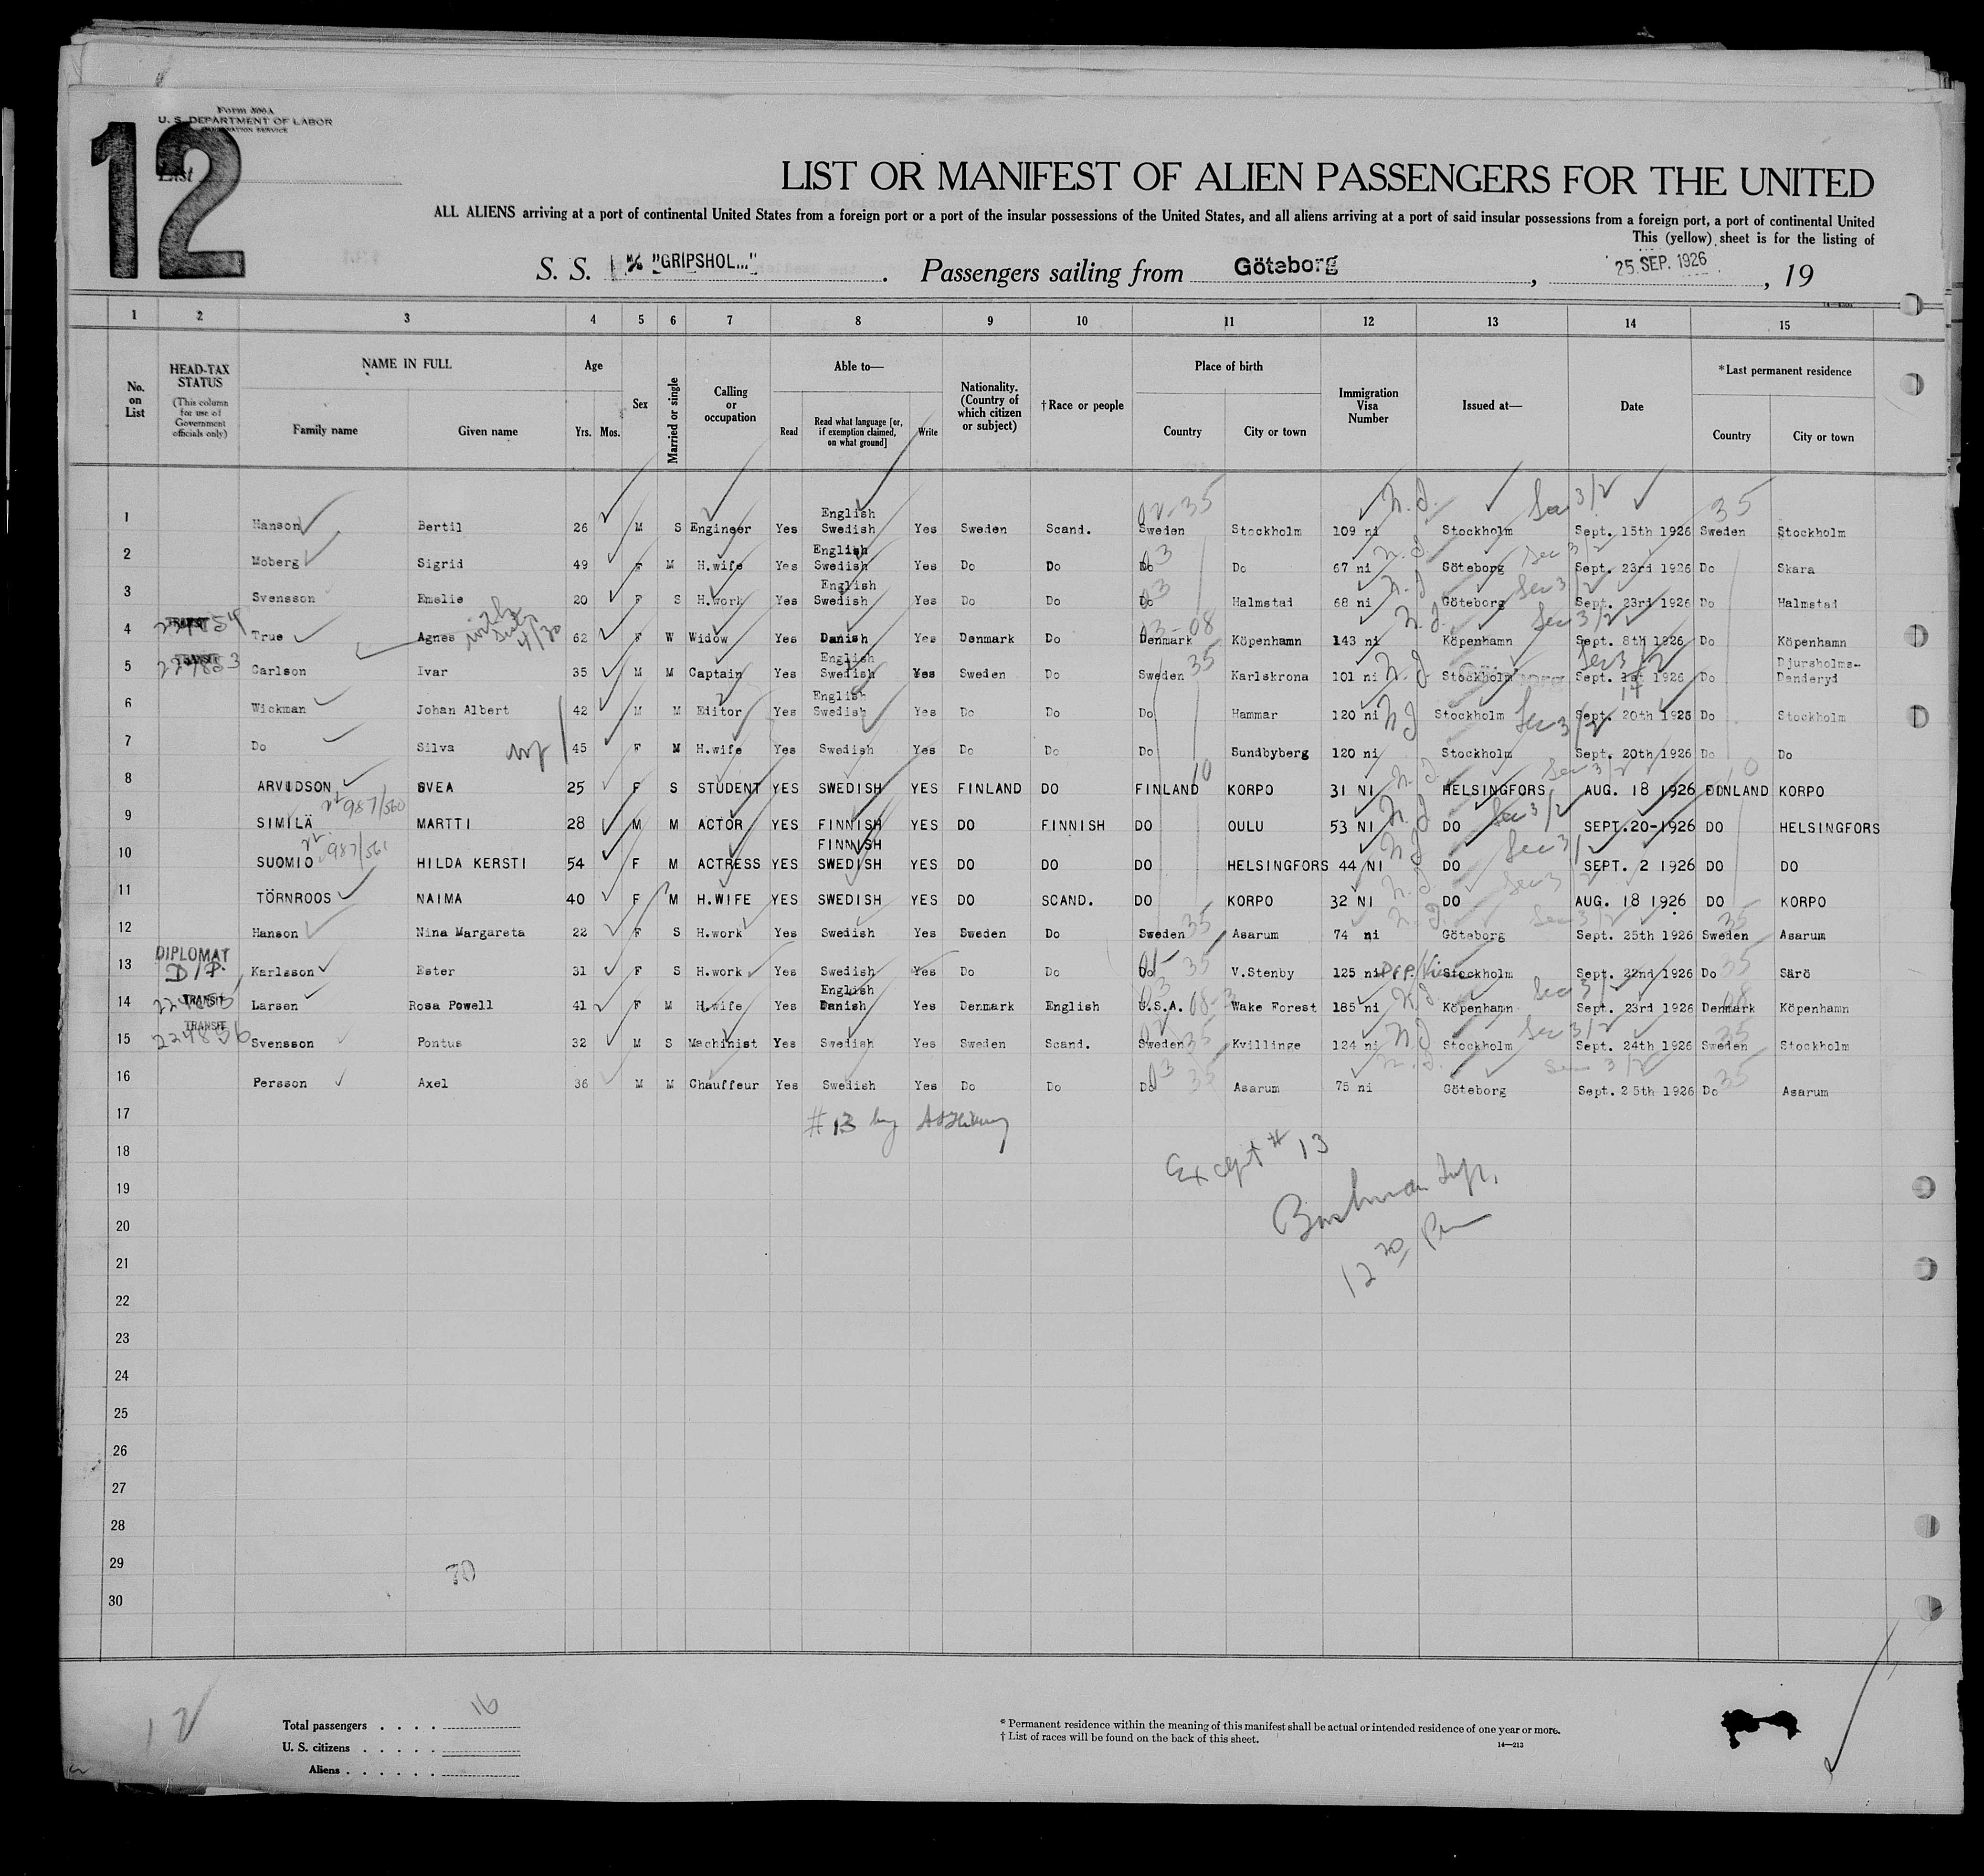 Form 500 A
U. S. DEPARTMENT OF LABOR
IMMIGRATION SERVICE
12
List
LIST OR MANIFEST OF ALIEN PASSENGERS FOR THE UNITED
ALL ALIENS arriving at a port of continental United States from a foreign port or a port of the insular possessions of the United States, and all aliens arriving at a port of said insular possessions from a foreign port, a port of continental United
This (yellow) sheet is for the listing of
S. S. "GRIPSHOL..." . Passengers sailing from Göteborg , 25. SEP. 1926 , 19
1 2 3 4 5 6 7 8 9 10 11 12 13 14 15
No. on List
HEAD-TAX STATUS (This column for use of Government officials only)
NAME IN FULL Family name Given name
Age Yrs. Mos.
Sex
Married or single
Calling or occupation
Able to— Read Read what language [or, if exemption claimed, on what ground] Write
Nationality. (Country of which citizen or subject)
† Race or people
Place of birth Country City or town
Immigration Visa Number
Issued at—
Date
* Last permanent residence Country City or town
1 Hanson Bertil 26 M S Engineer Yes English Swedish Yes Sweden Scand. Sweden Stockholm 109 ni Stockholm Sept. 15th 1926 Sweden Stockholm
2 Moberg Sigrid 49 F M H.wife Yes English Swedish Yes Do Do Do Do 67 ni Göteborg Sept. 23rd 1926 Do Skara
3 Svensson Emelie 20 F S H.work Yes English Swedish Yes Do Do Do Halmstad 68 ni Göteborg Sept. 23rd 1926 Do Halmstad
4 TRANSIT True Agnes 62 F W Widow Yes Danish Yes Denmark Do Denmark Köpenhamn 143 ni Köpenhamn Sept. 8th 1926 Do Köpenhamn
5 TRANSIT Carlson Ivar 35 M M Captain Yes English Swedish Yes Sweden Do Sweden Karlskrona 101 ni Stockholm Sept. 1926 Do Djursholms-Danderyd
6 Wickman Johan Albert 42 M M Editor Yes English Swedish Yes Do Do Do Hammar 120 ni Stockholm Sept. 20th 1926 Do Stockholm
7 Do Silva 45 F M H.wife Yes Swedish Yes Do Do Do Sundbyberg 120 ni Stockholm Sept. 20th 1926 Do Do
8 ARVIDSON SVEA 25 F S STUDENT YES SWEDISH YES FINLAND DO FINLAND KORPO 31 NI HELSINGFORS AUG. 18 1926 FINLAND KORPO
9 SIMILÄ MARTTI 28 M M ACTOR YES FINNISH YES DO FINNISH DO OULU 53 NI DO SEPT.20-1926 DO HELSINGFORS
10 SUOMIO HILDA KERSTI 54 F M ACTRESS YES FINNISH SWEDISH YES DO DO DO HELSINGFORS 44 NI DO SEPT. 2 1926 DO DO
11 TÖRNROOS NAIMA 40 F M H.WIFE YES SWEDISH YES DO SCAND. DO KORPO 32 NI DO AUG. 18 1926 DO KORPO
12 Hanson Nina Margareta 22 F S H.work Yes Swedish Yes Sweden Do Sweden Asarum 74 ni Göteborg Sept. 25th 1926 Sweden Asarum
13 DIPLOMAT Karlsson Ester 31 F S H.work Yes Swedish Yes Do Do Do V.Stenby 125 ni Stockholm Sept. 22nd 1926 Do Särö
14 TRANSIT Larsen Rosa Powell 41 F M H.wife Yes English Danish Yes Denmark English U.S.A. Wake Forest 185 ni Köpenhamn Sept. 23rd 1926 Denmark Köpenhamn
15 TRANSIT 224856 Svensson Pontus 32 M S Machinist Yes Swedish Yes Sweden Scand. Sweden Kvillinge 124 ni Stockholm Sept. 24th 1926 Sweden Stockholm
16 Persson Axel 36 M M Chauffeur Yes Swedish Yes Do Do Do Asarum 75 ni Göteborg Sept. 25th 1926 Do Asarum
17 # 13 by
18 Except # 13
19
20
21 12 30 Pm
22
23
24
25
26
27
28
29
30
12
Total passengers . . . . 16
U. S. citizens . . . . .
Aliens . . . . . .
* Permanent residence within the meaning of this manifest shall be actual or intended residence of one year or more.
† List of races will be found on the back of this sheet.
14—213